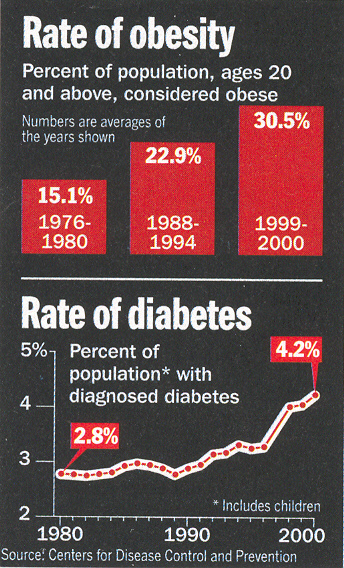 Rate of obesity
Percent of population, ages 20
and above, considered obese
Numbers are averages of
the years shown
15.1%
1976-
1980
22.9%
1988-
1994
30.5%
1999-
2000
Rate of diabetes
5%
4
3
2
Percent of
population* with
diagnosed diabetes
2.8%
4.2%
* Includes children
1980
1990
2000
Source: Centers for Disease Control and Prevention